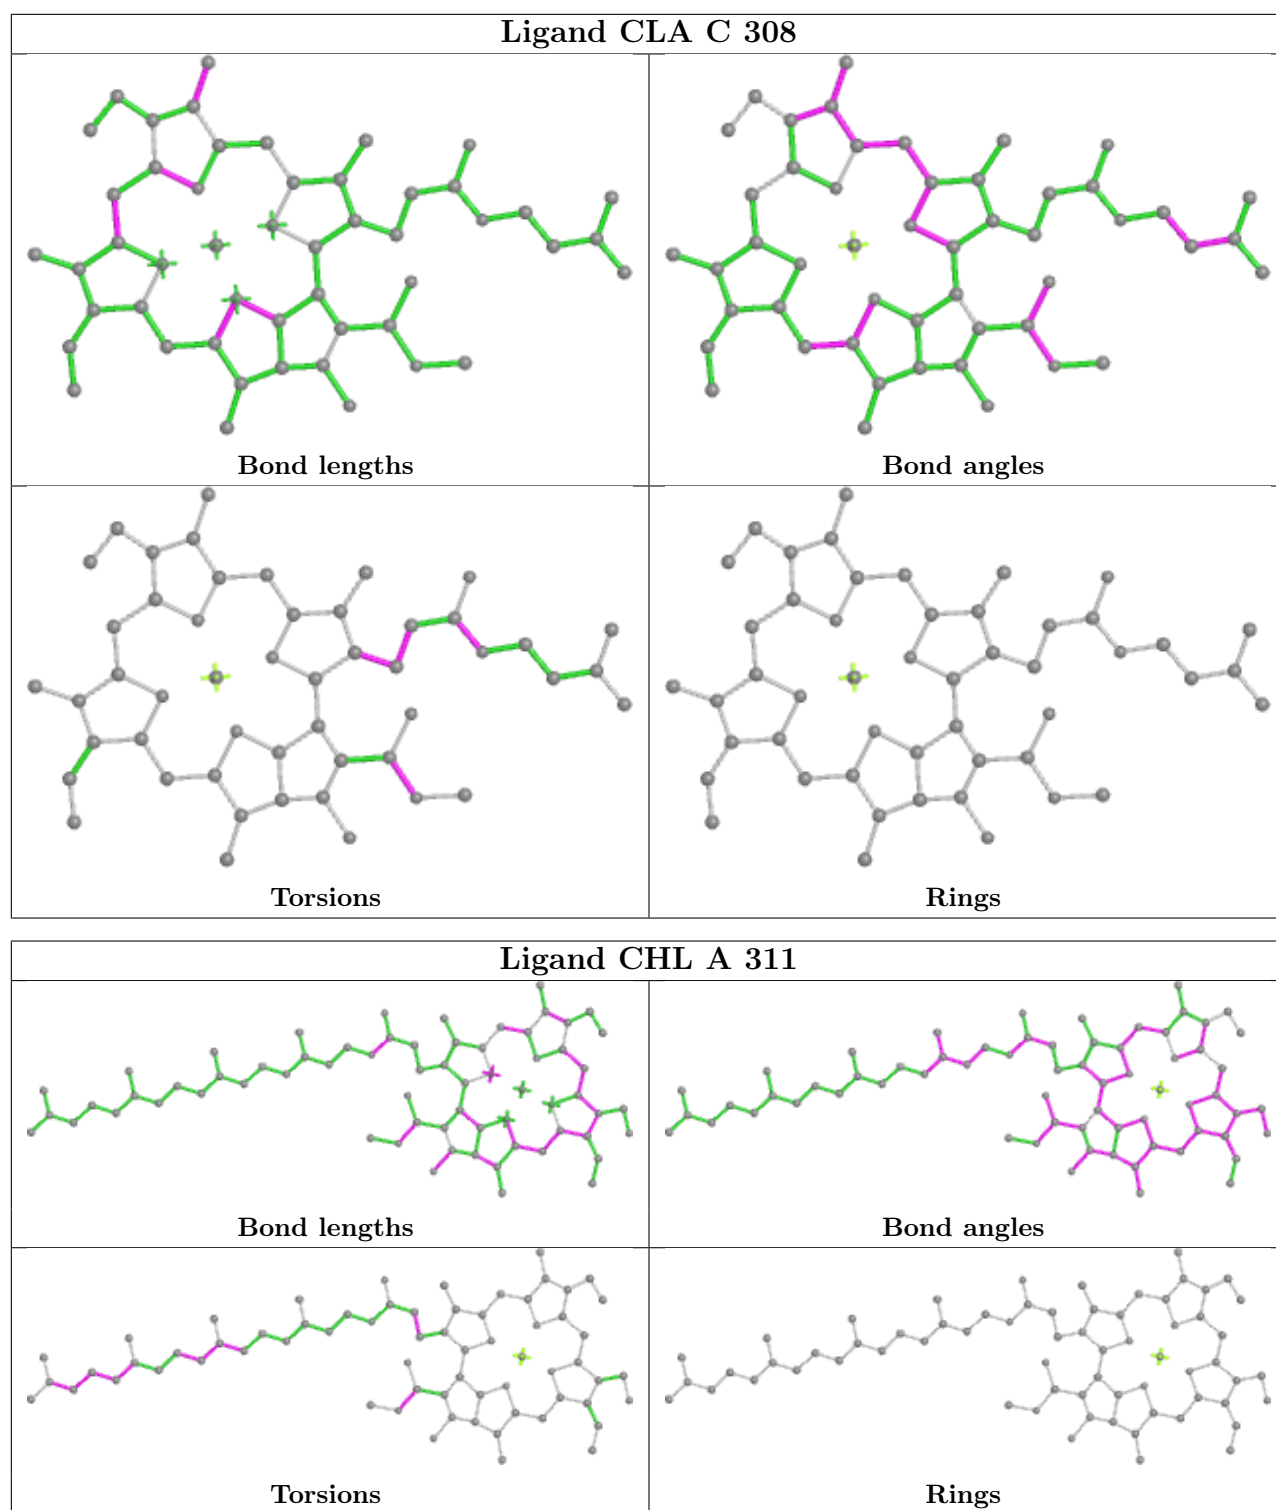 Ligand CLA C 308
Bond lengths
Bond angles
Torsions
Rings
Ligand CHL A 311
Bond lengths
Bond angles
Torsions
Rings